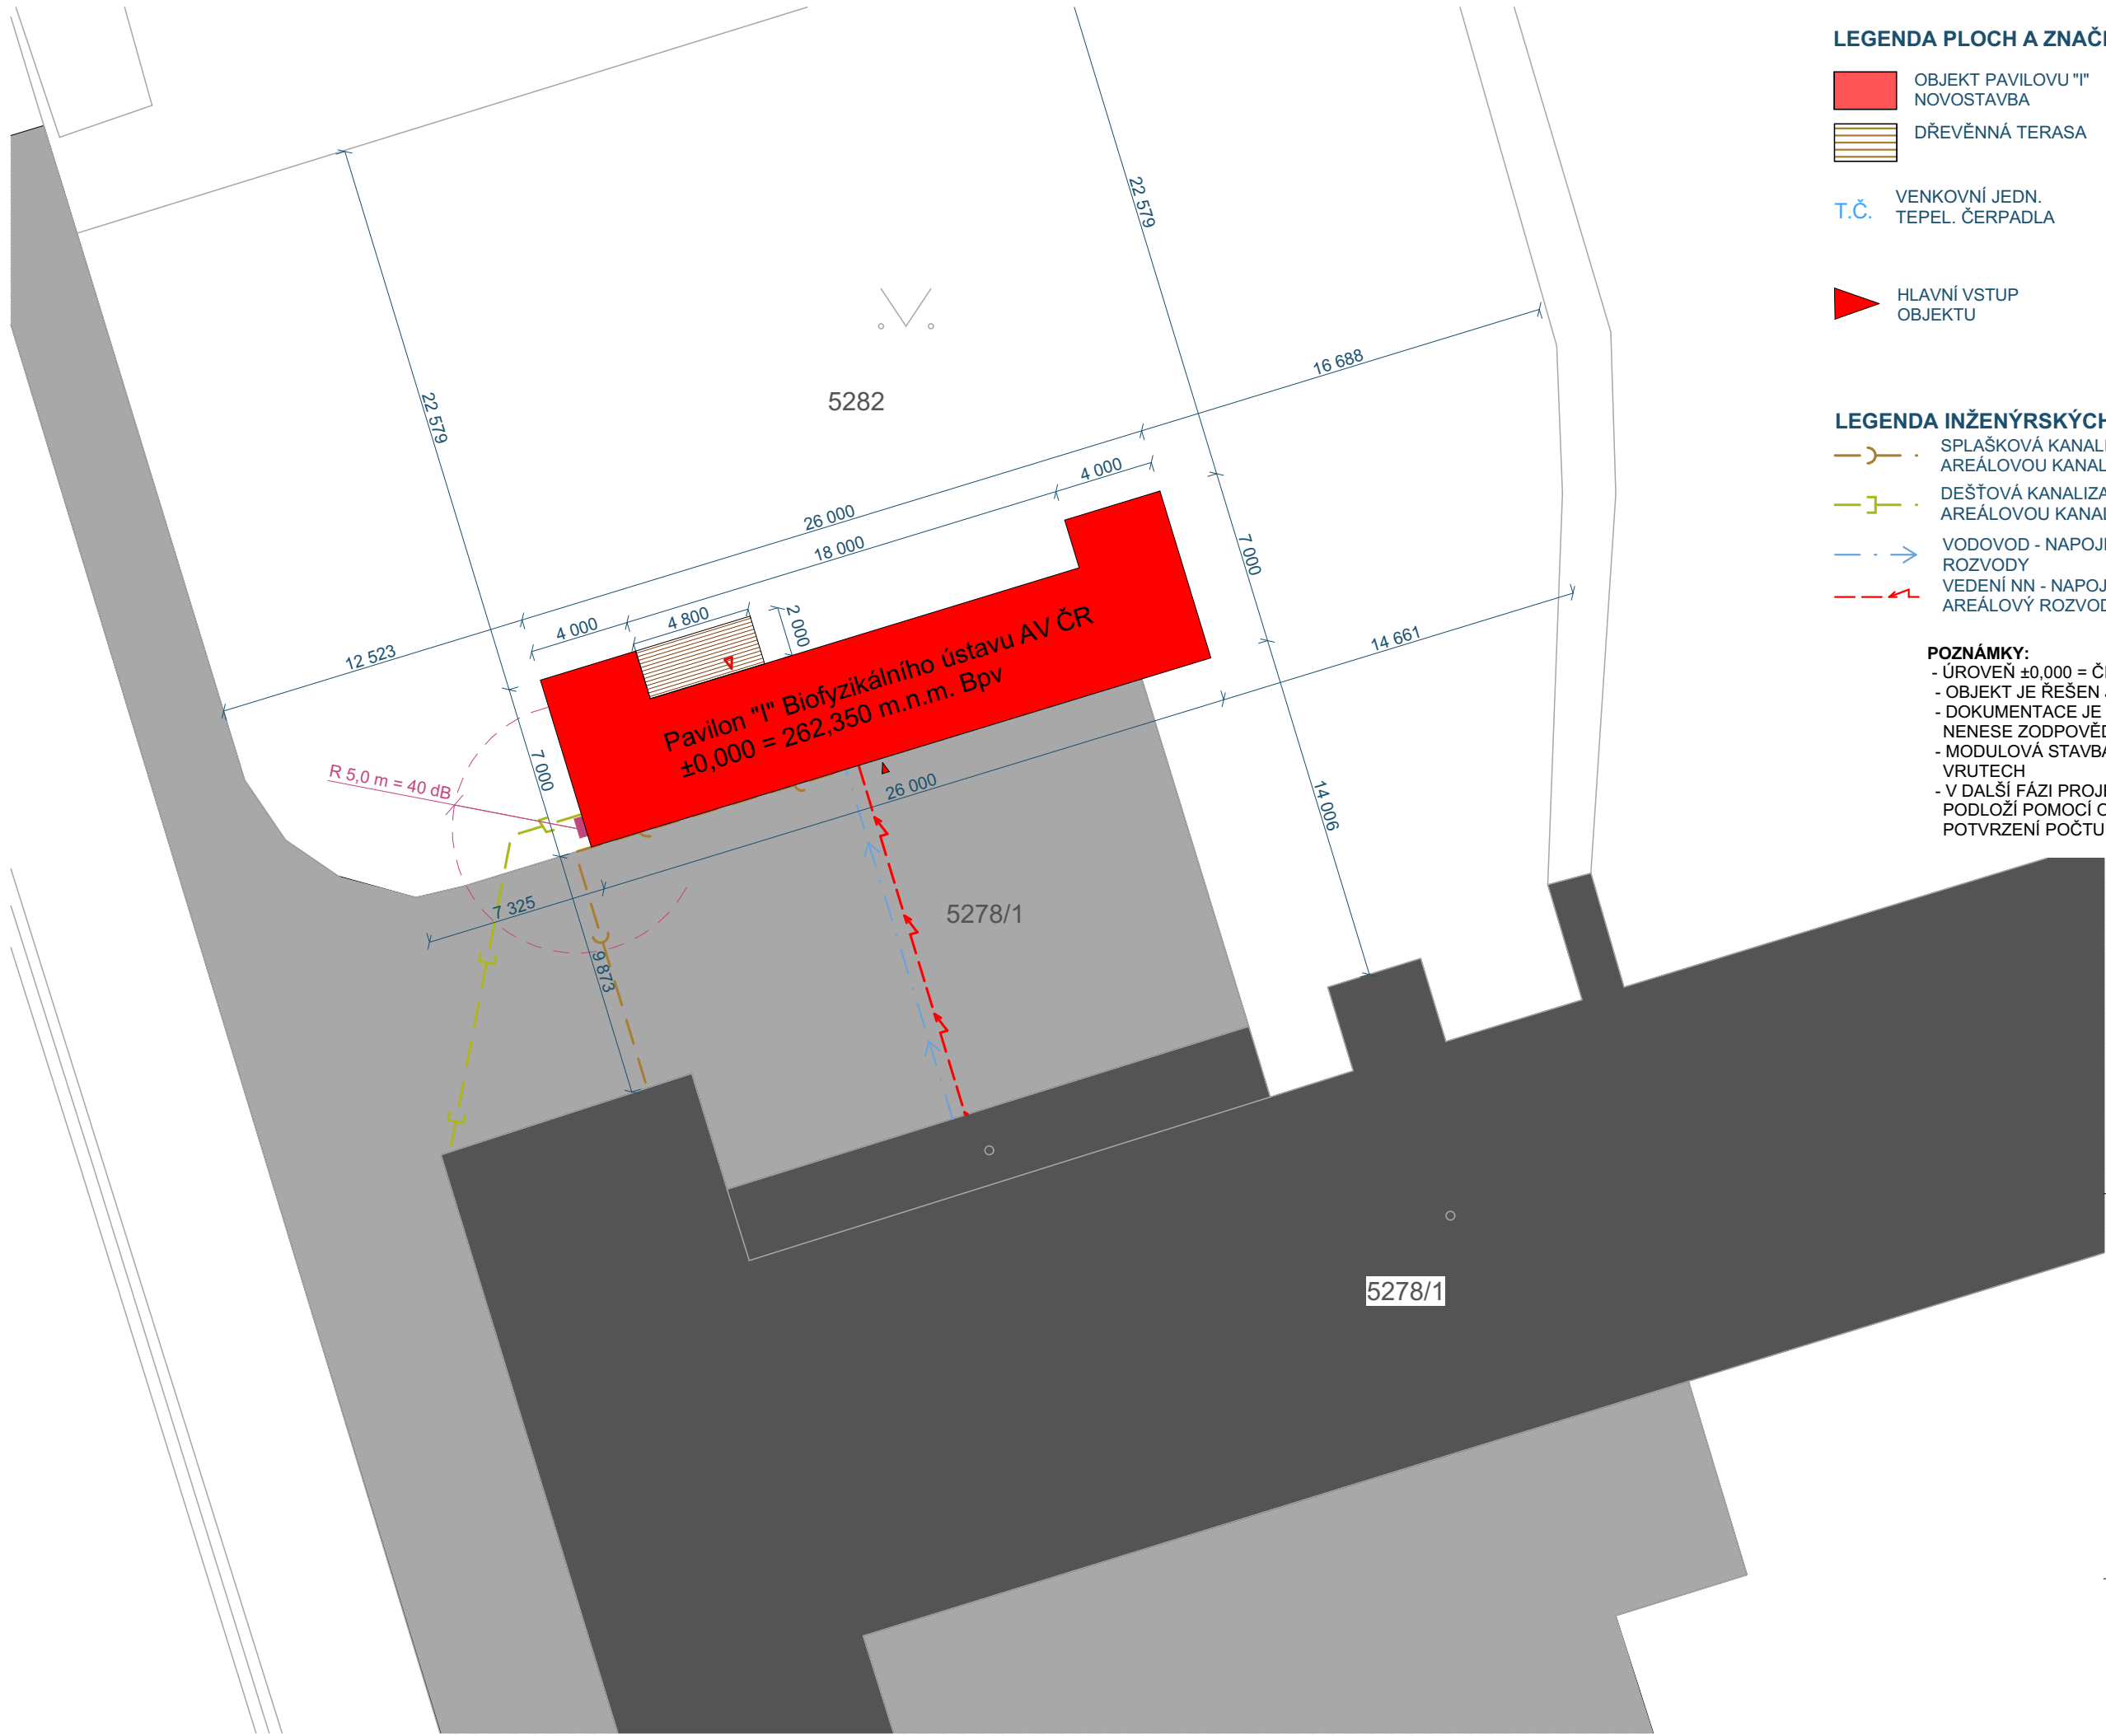 LEGENDA PLOCH A ZNAČ
OBJEKT PAVILOVU "I"
NOVOSTAVBA
DŘEVĚNNÁ TERASA
T.Č.
VENKOVNÍ JEDN.
TEPEL. ČERPADLA
HLAVNÍ VSTUP
OBJEKTU
LEGENDA INŽENÝRSKÝCH
SPLAŠKOVÁ KANALI
AREÁLOVOU KANAL
DEŠŤOVÁ KANALIZA
AREÁLOVOU KANAL
VODOVOD - NAPOJ
ROZVODY
VEDENÍ NN - NAPOJ
AREÁLOVÝ ROZVOD
POZNÁMKY:
- ÚROVEŇ ±0,000 = Č
- OBJEKT JE ŘEŠEN
- DOKUMENTACE JE
NENESE ZODPOVĚD
- MODULOVÁ STAVBA
VRUTECH
- V DALŠÍ FÁZI PROJ
PODLOŽÍ POMOCÍ
POTVRZENÍ POČTU
22 579
22 579
16 688
5282
4 000
26 000
18 000
7 000
4 000
4 800
2 000
12 523
14 661
Pavilon "I" Biofyzikálního ústavu AV ČR
±0,000 = 262,350 m.n.m. Bpv
7 000
R 5,0 m = 40 dB
26 000
14 006
7 325
5278/1
9 873
5278/1